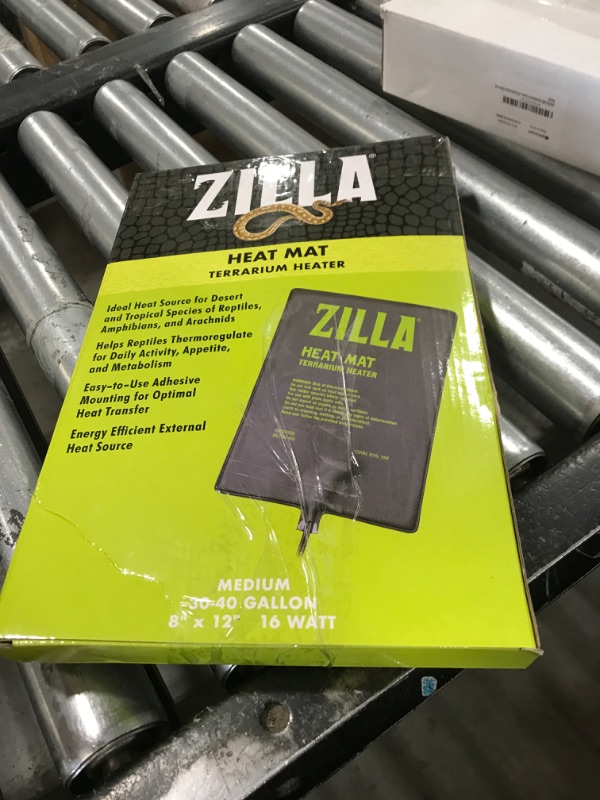 ZILLA
HEAT MAT
TERRARIUM HEATER
Ideal Heat Source for Desert
and Tropical Species of Reptiles,
Amphibians, and Arachnids
Helps Reptiles Thermoregulate
for Daily Activity, Appetite,
and Metabolism
Easy-to-Use Adhesive
Mounting for Optimal
Heat Transfer
Energy Efficient External
Heat Source
ZILLA
HEAT MAT
TERRARIUM HEATER
MEDIUM
30-40 GALLON
8" x 12" 16 WATT